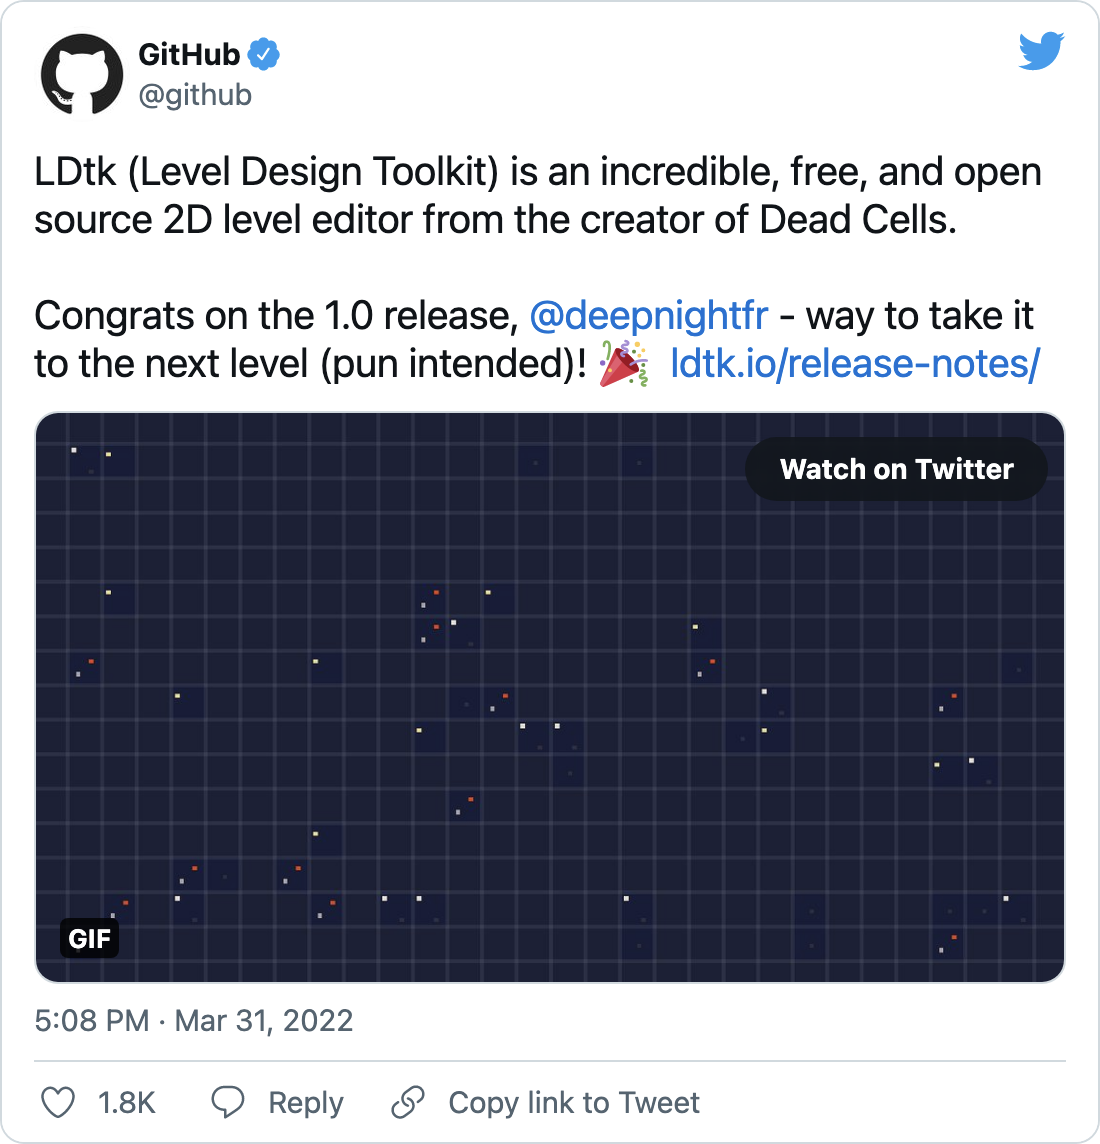 GitHub
@github
LDtk (Level Design Toolkit) is an incredible, free, and open
source 2D level editor from the creator of Dead Cells.
Congrats on the 1.0 release, @deepnightfr - way to take it
to the next level (pun intended)! 🎉 ldtk.io/release-notes/
Watch on Twitter
GIF
5:08 PM · Mar 31, 2022
1.8K Reply Copy link to Tweet